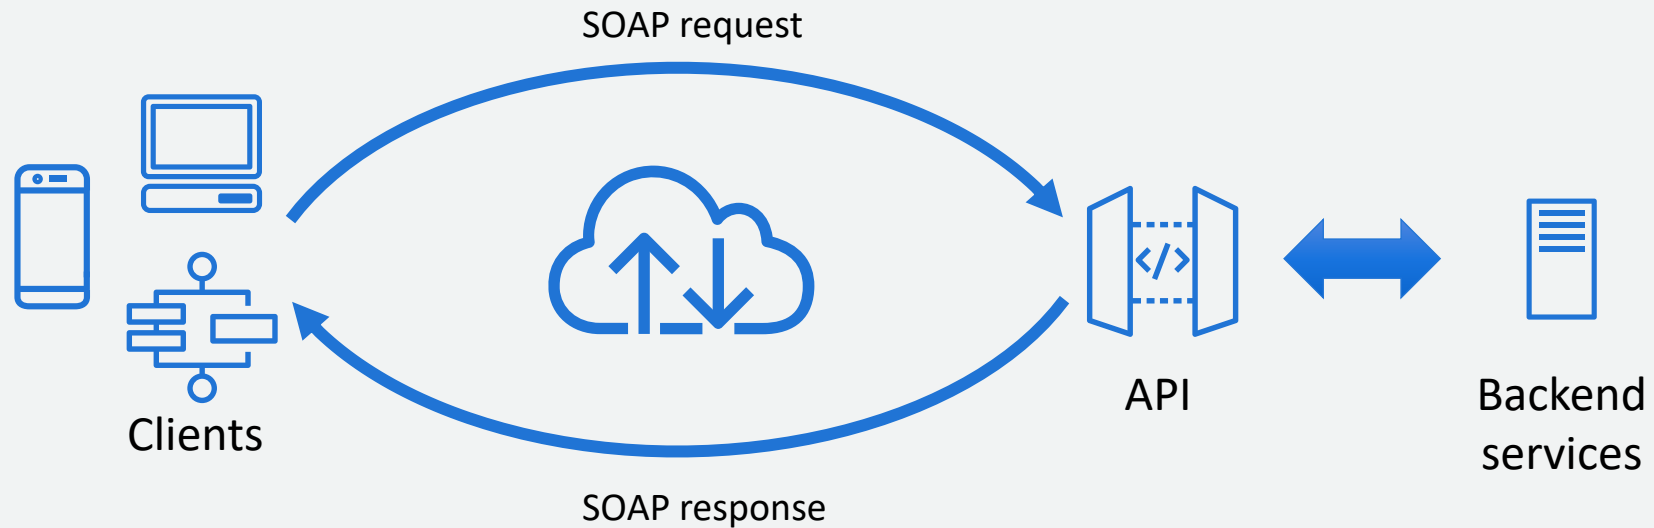 SOAP request
</>
Clients
API
Backend
services
SOAP response